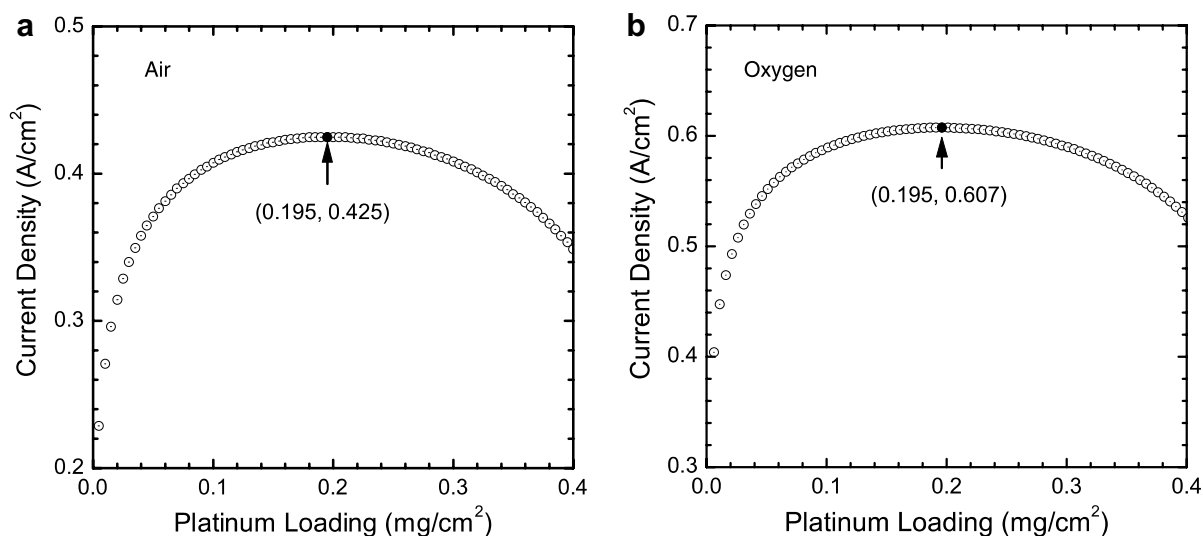 a
0.5
0.4
0.3
0.2
Current Density (A/cm²)
Air
(0.195, 0.425)
0.0 0.1 0.2 0.3 0.4
Platinum Loading (mg/cm²)
b
0.7
0.6
0.5
0.4
0.3
Current Density (A/cm²)
Oxygen
(0.195, 0.607)
0.0 0.1 0.2 0.3 0.4
Platinum Loading (mg/cm²)